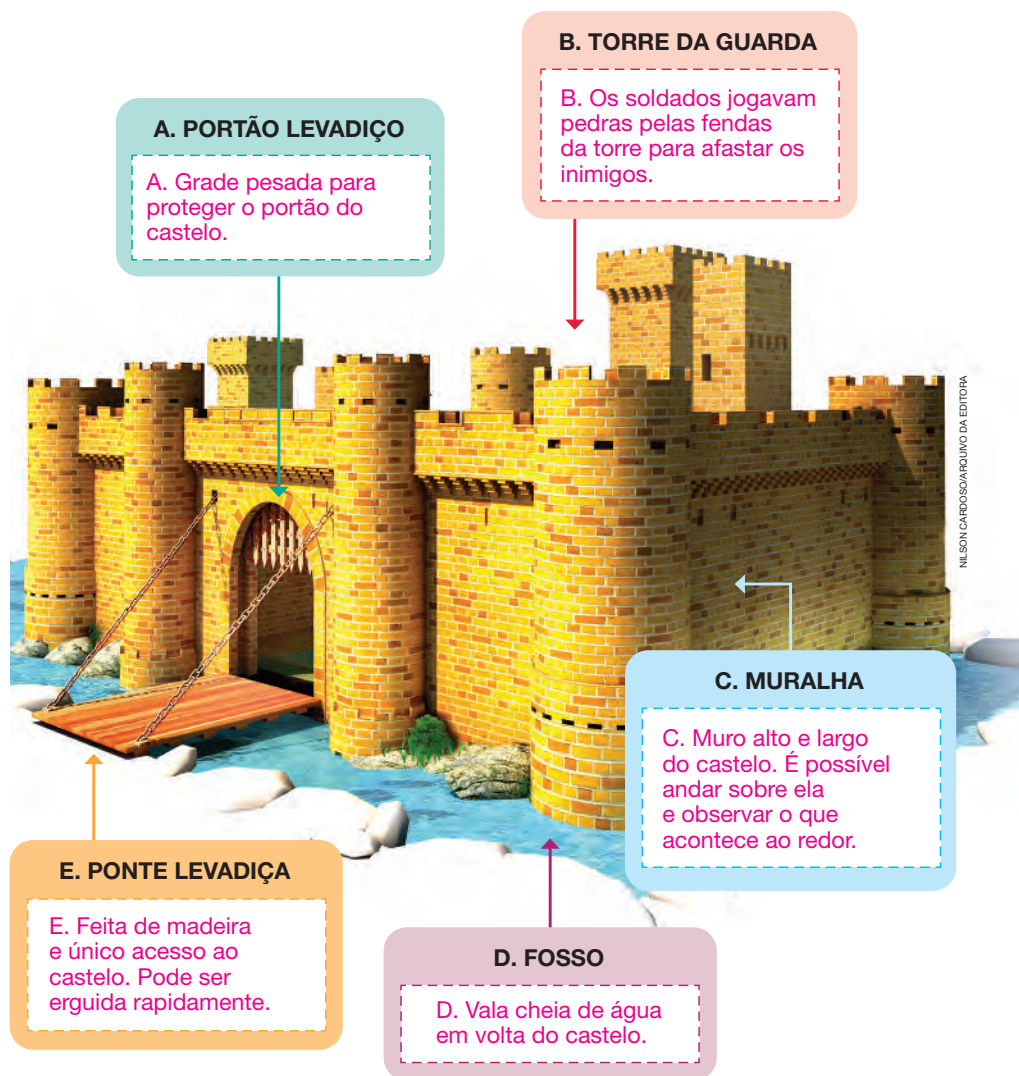 B. TORRE DA GUARDA
B. Os soldados jogavam
pedras pelas fendas
da torre para afastar os
inimigos.
A. PORTÃO LEVADIÇO
A. Grade pesada para
proteger o portão do
castelo.
NILSON CARDOSO/ARQUIVO DA EDITORA
C. MURALHA
C. Muro alto e largo
do castelo. É possível
andar sobre ela
e observar o que
acontece ao redor.
E. PONTE LEVADIÇA
E. Feita de madeira
e único acesso ao
castelo. Pode ser
erguida rapidamente.
D. FOSSO
D. Vala cheia de água
em volta do castelo.